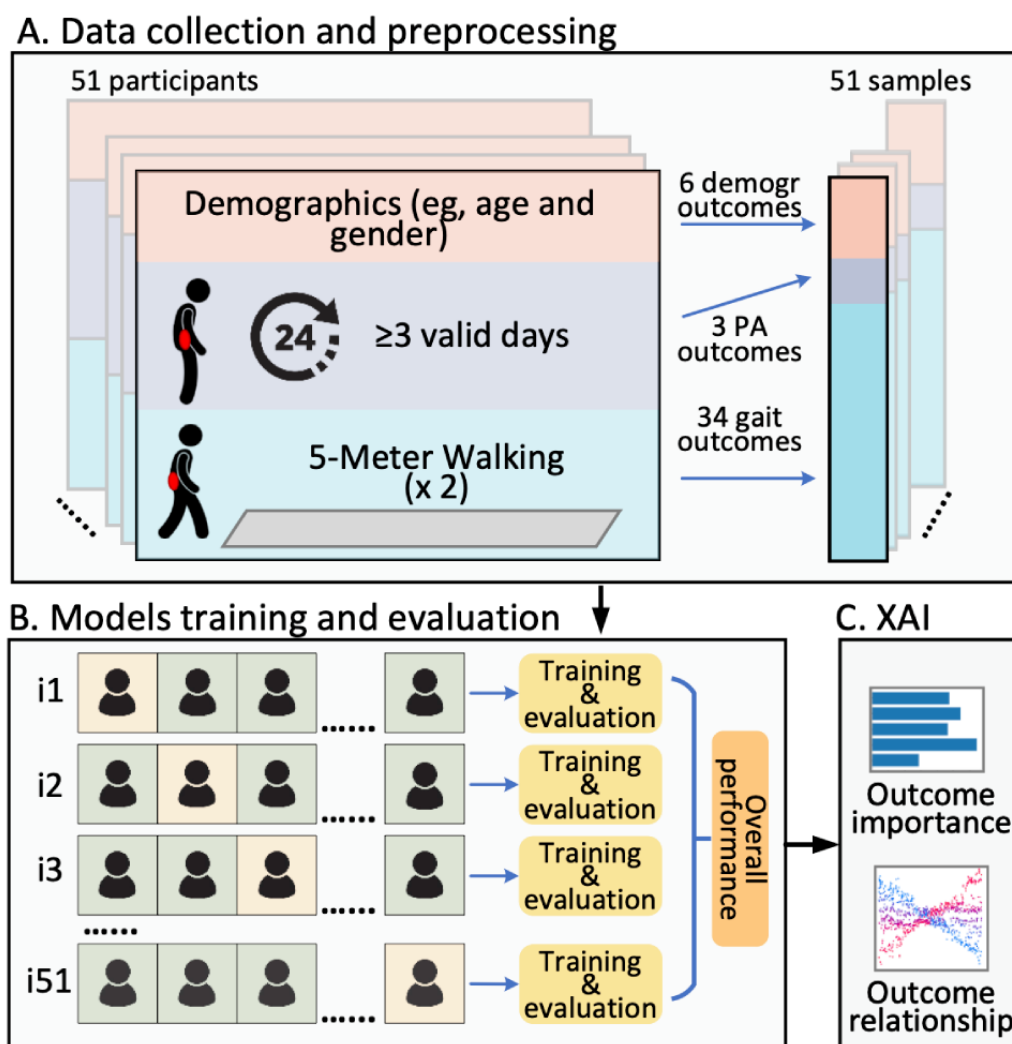 A. Data collection and preprocessing
51 participants
51 samples
Demographics (eg, age and
gender)
24
≥3 valid days
5-Meter Walking
(x 2)
6 demogr
outcomes
3 PA
outcomes
34 gait
outcomes
B. Models training and evaluation
i1
......
Training
&
evaluation
i2
......
Training
&
evaluation
i3
......
Training
&
evaluation
......
i51
......
Training
&
evaluation
Overall
performance
C. XAI
Outcome
importance
Outcome
relationship